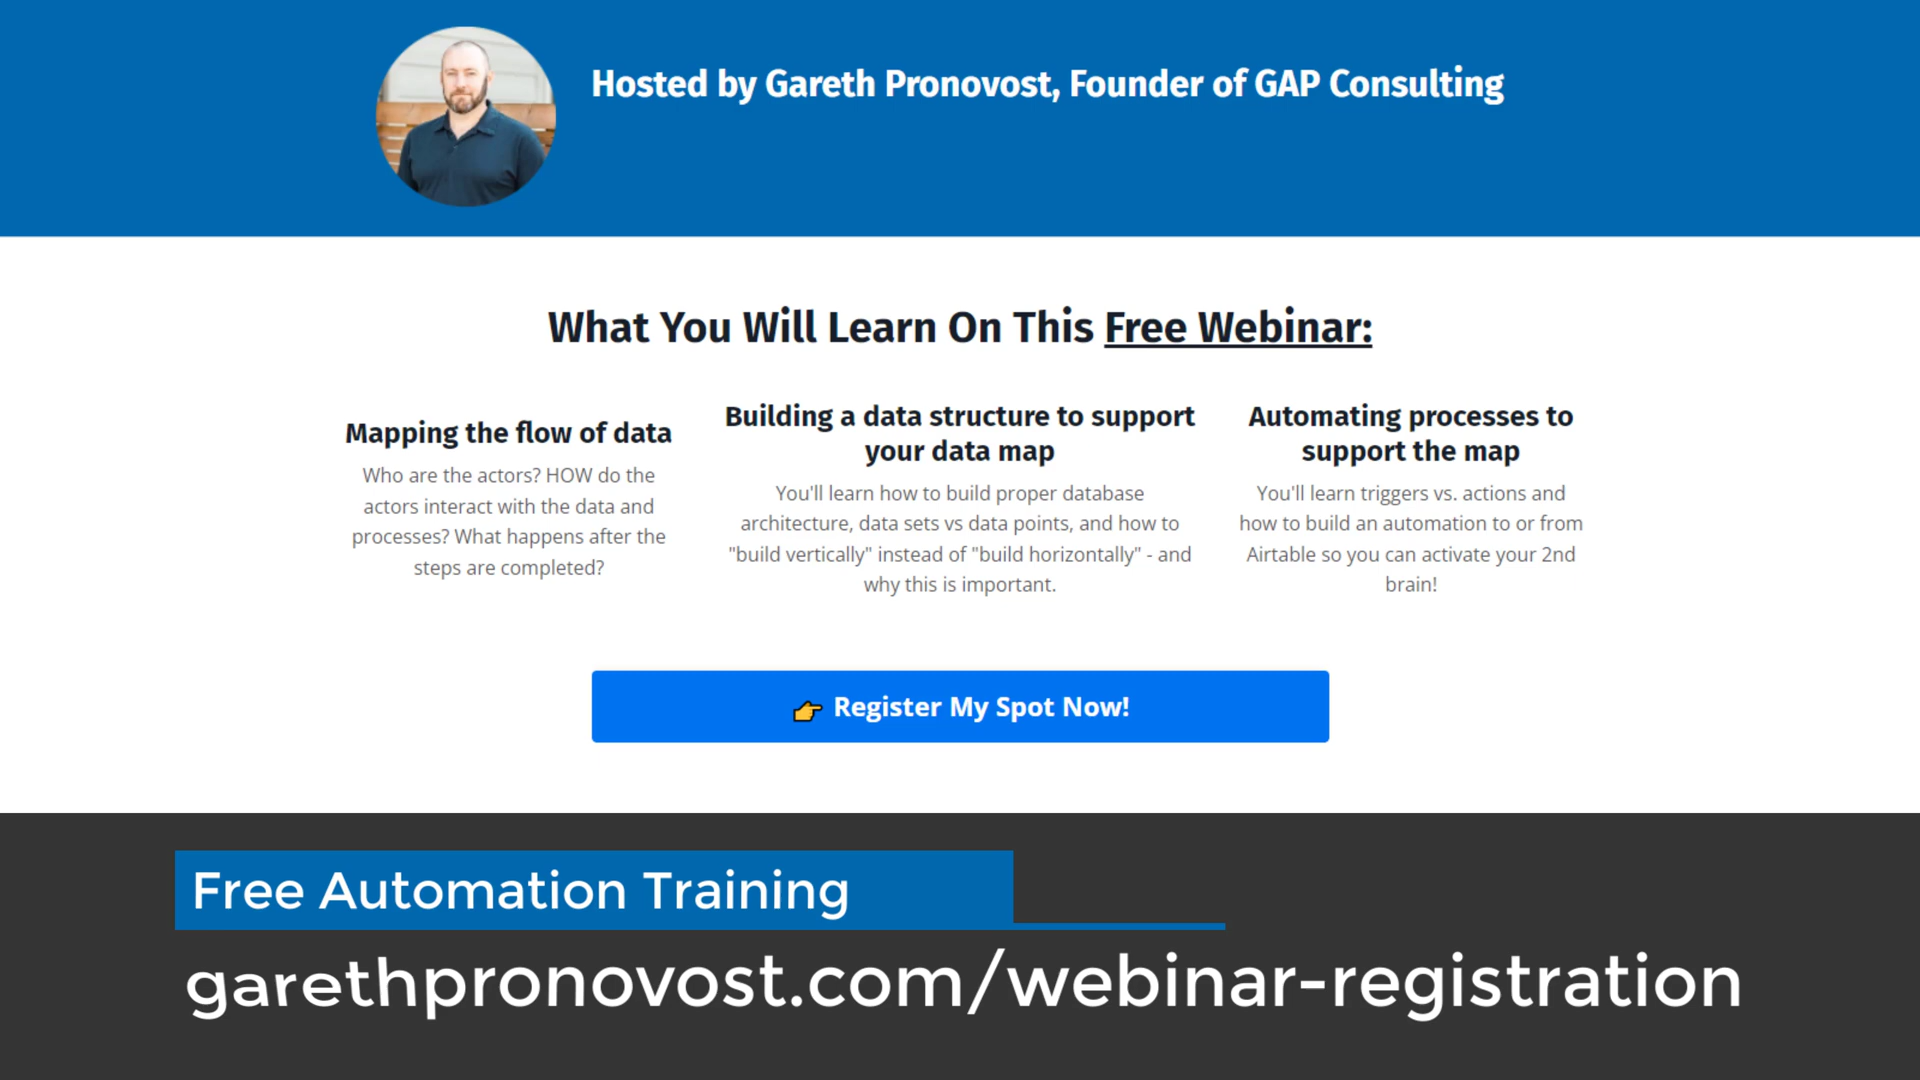 Hosted by Gareth Pronovost, Founder of GAP Consulting
What You Will Learn On This Free Webinar:
Mapping the flow of data
Who are the actors? HOW do the
actors interact with the data and
processes? What happens after the
steps are completed?
Building a data structure to support
your data map
You'll learn how to build proper database
architecture, data sets vs data points, and how to
"build vertically" instead of "build horizontally" - and
why this is important.
Automating processes to
support the map
You'll learn triggers vs. actions and
how to build an automation to or from
Airtable so you can activate your 2nd
brain!
👉 Register My Spot Now!
Free Automation Training
garethpronovost.com/webinar-registration